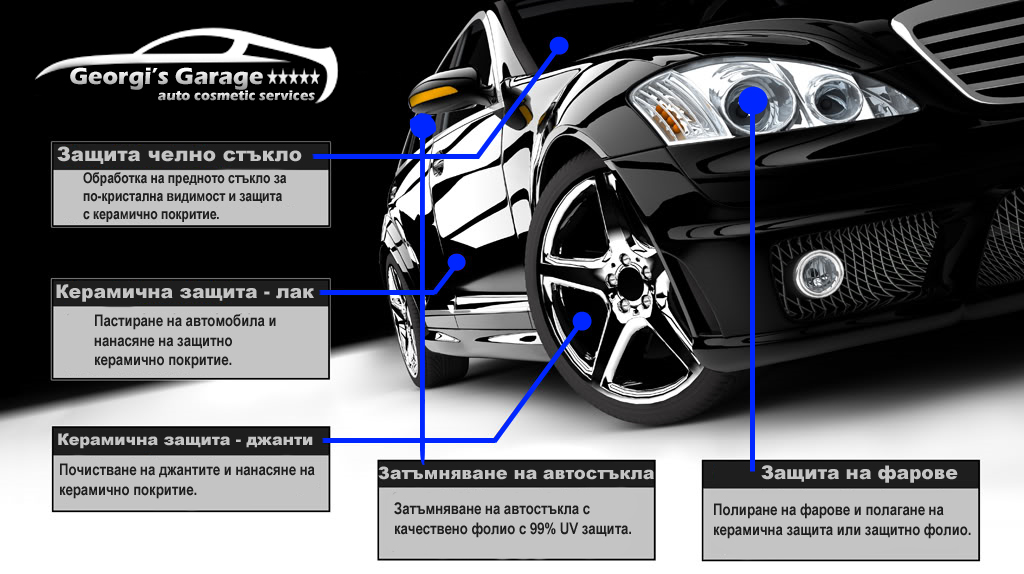 Georgi's Garage ★★★★★
auto cosmetic services
Защита челно стъкло
Обработка на предното стъкло за
по-кристална видимост и защита
с керамично покритие.
Керамична защита - лак
Пастиране на автомобила и
нанасяне на защитно
керамично покритие.
Керамична защита - джанти
Почистване на джантите и нанасяне на
керамично покритие.
Затъмняване на автостъкла
Затъмняване на автостъкла с
качествено фолио с 99% UV защита.
Защита на фарове
Полиране на фарове и полагане на
керамична защита или защитно фолио.